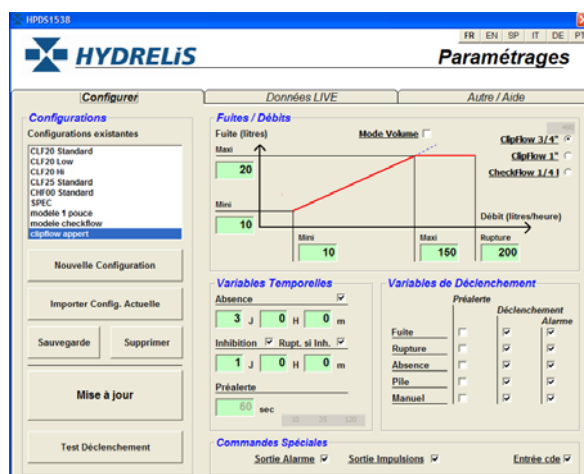 HPDS1538
FR EN SP IT DE PT
HYDRELIS
Paramétrages
Configurer
Données LIVE
Autre / Aide
Configurations
Configurations existantes
CLF20 Standard
CLF20 Low
CLF20 Hi
CLF25 Standard
CHF00 Standard
SPEC
modele 1 pouce
modele checkflow
clipflow appert
Nouvelle Configuration
Importer Config. Actuelle
Sauvegarde Supprimer
Mise à jour
Test Déclenchement
Fuites / Débits
Fuite (litres)
Mode Volume
ClipFlow 3/4"
ClipFlow 1"
CheckFlow 1/4 l
Maxi
20
Mini
10
Débit (litres/heure)
Mini Maxi Rupture
10 150 200
Variables Temporelles
Absence
3 J 0 H 0 m
Inhibition Rupt. si Inh.
1 J 0 H 0 m
Préalerte
60 sec
10 35 120
Variables de Déclenchement
Préalerte
Déclenchement
Alarme
Fuite
Rupture
Absence
Pile
Manuel
Commandes Spéciales
Sortie Alarme Sortie Impulsions Entrée cde